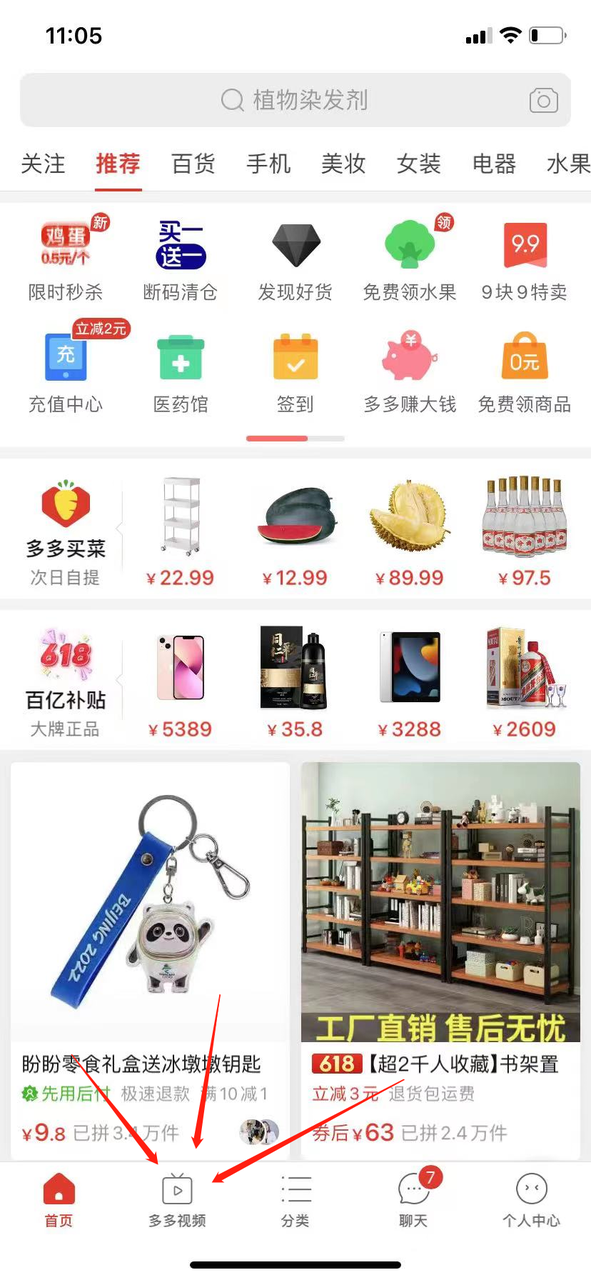 11:05
植物染发剂
关注 推荐 百货 手机 美妆 女装 电器 水果
鸡蛋 新
0.5元/个
买一
送一
领
9.9
限时秒杀 断码清仓 发现好货 免费领水果 9块9特卖
立减2元
充
¥
0元
充值中心 医药馆 签到 多多赚大钱 免费领商品
多多买菜
次日自提
¥22.99 ¥12.99 ¥89.99 ¥97.5
618
百亿补贴
大牌正品
¥5389 ¥35.8 ¥3288 ¥2609
BEIJING 2022
工厂直销 售后无忧
盼盼零食礼盒送冰墩墩钥匙
先用后付 极速退款 满10减1
¥9.8 已拼3.4万件
618【超2千人收藏】书架置
立减3元 退货包运费
券后¥63 已拼2.4万件
7
首页 多多视频 分类 聊天 个人中心